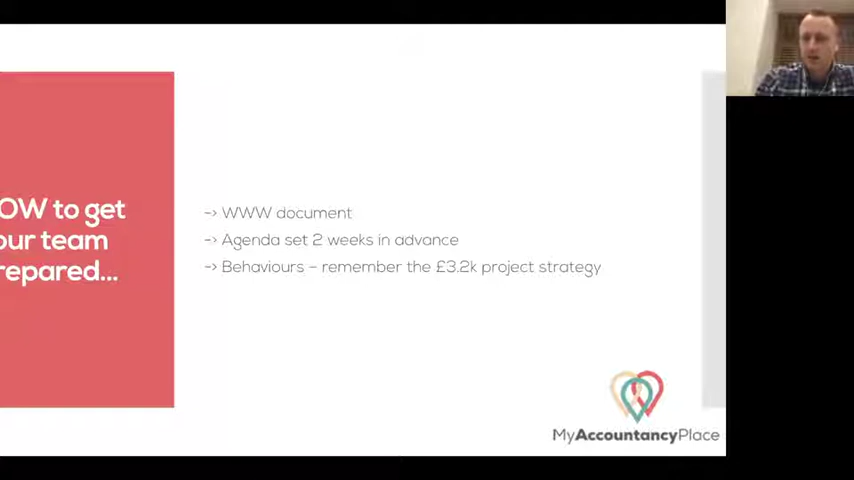 OW to get
our team
repared...
-> WWW document
-> Agenda set 2 weeks in advance
-> Behaviours – remember the £3.2k project strategy
MyAccountancyPlace